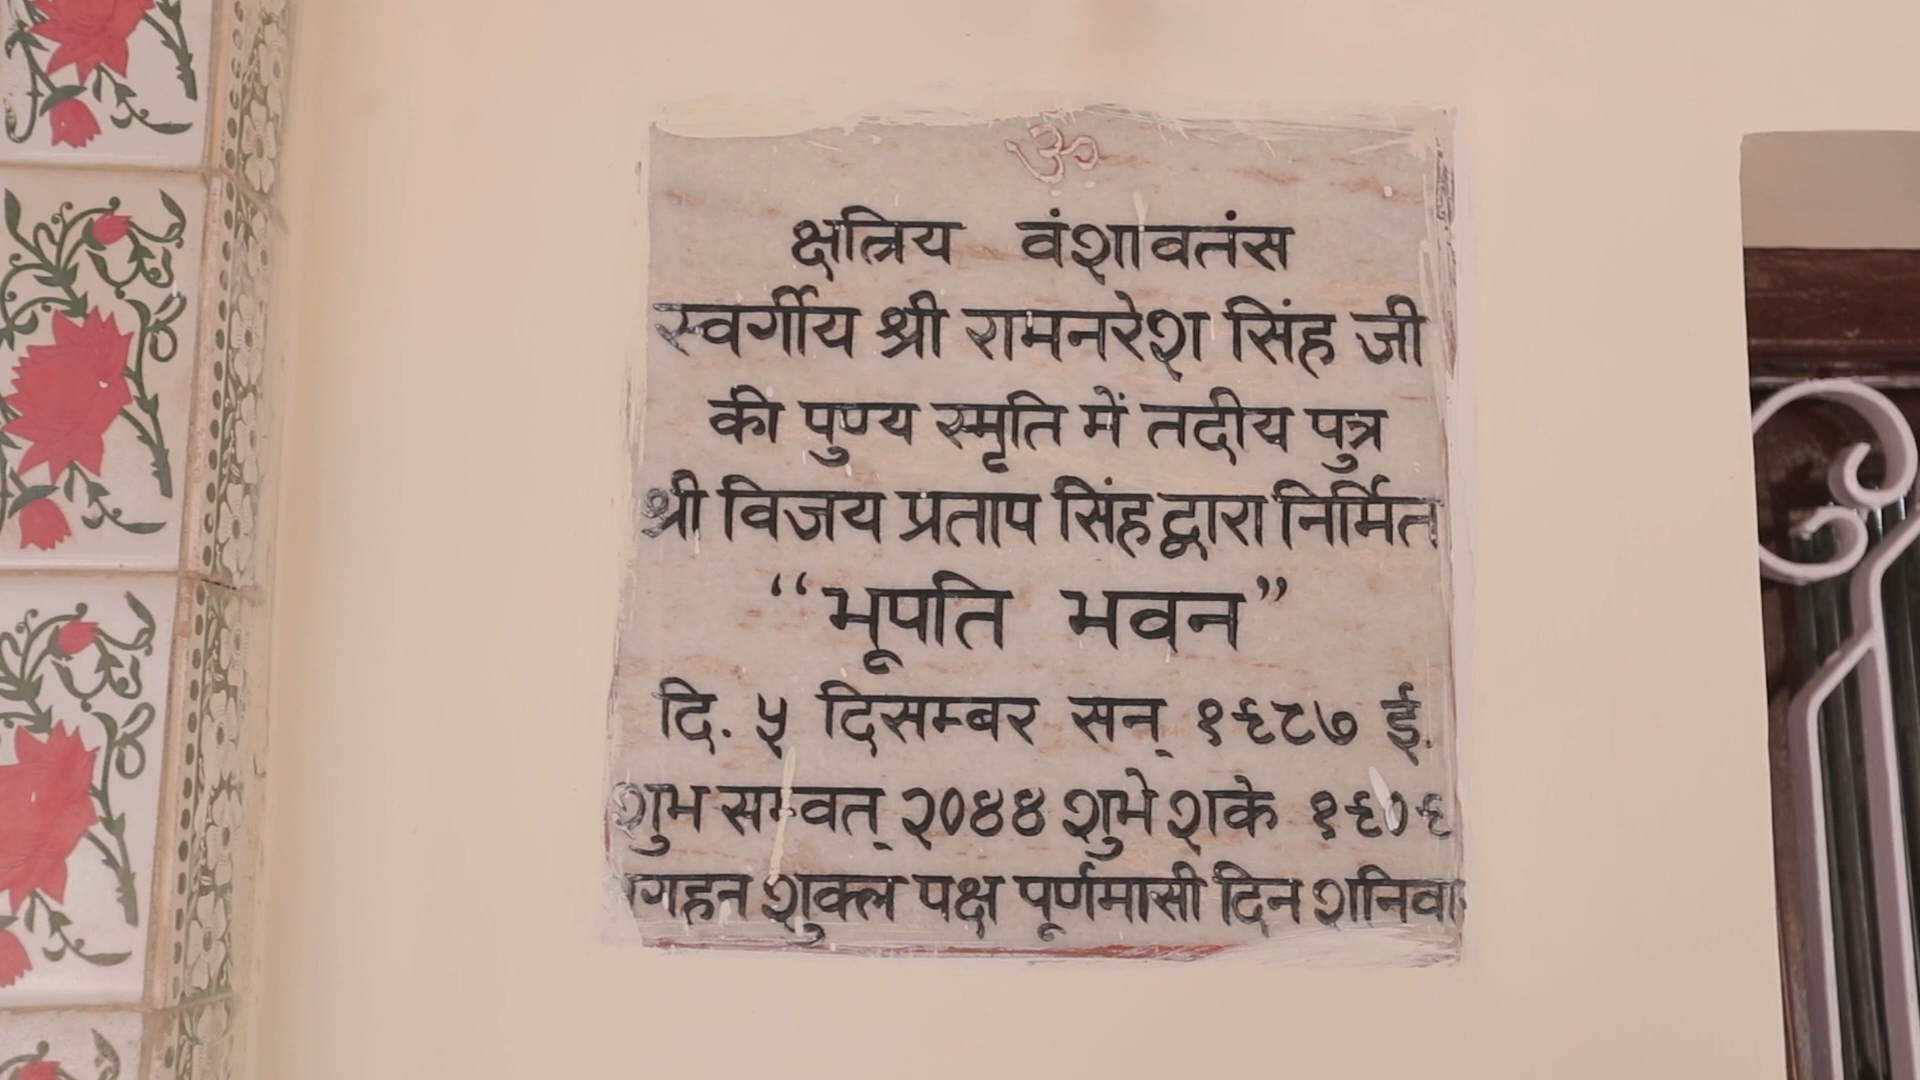 ॐ
क्षत्रिय वंशावतंस
स्वर्गीय श्री रामनरेश सिंह जी
की पुण्य स्मृति में तदीय पुत्र
श्री विजय प्रताप सिंह द्वारा निर्मित
“भूपति भवन”
दि. ५ दिसम्बर सन् १९८७ ई.
शुभ सम्वत् २०४४ शुभे शके १९०९
शुक्ल पक्ष पूर्णमासी दिन